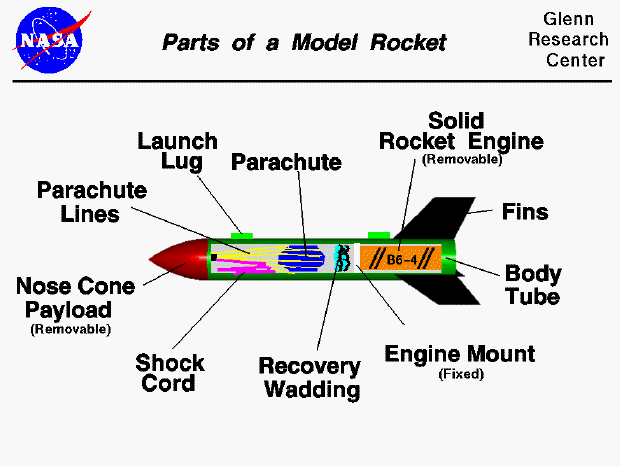 NASA
Parts of a Model Rocket
Glenn
Research
Center
Solid
Rocket Engine
(Removable)
Launch
Lug
Parachute
Parachute
Lines
Fins
//B6-4//
Nose Cone
Payload
(Removable)
Body
Tube
Shock
Cord
Recovery
Wadding
Engine Mount
(Fixed)